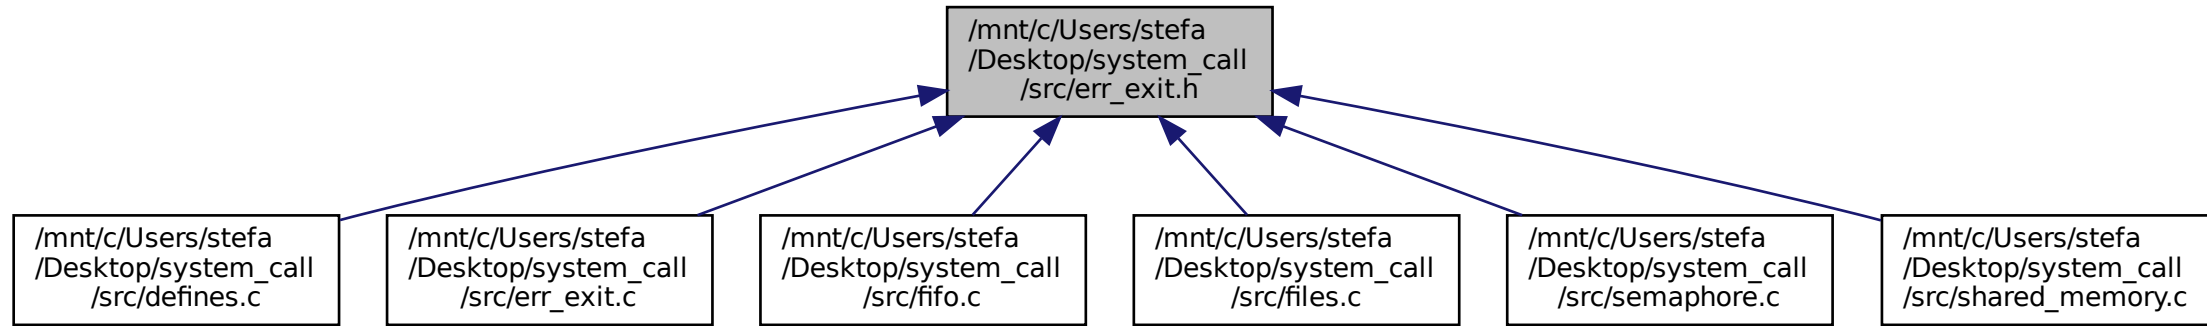 /mnt/c/Users/stefa
/Desktop/system_call
/src/err_exit.h
/mnt/c/Users/stefa
/Desktop/system_call
/src/defines.c
/mnt/c/Users/stefa
/Desktop/system_call
/src/err_exit.c
/mnt/c/Users/stefa
/Desktop/system_call
/src/fifo.c
/mnt/c/Users/stefa
/Desktop/system_call
/src/files.c
/mnt/c/Users/stefa
/Desktop/system_call
/src/semaphore.c
/mnt/c/Users/stefa
/Desktop/system_call
/src/shared_memory.c